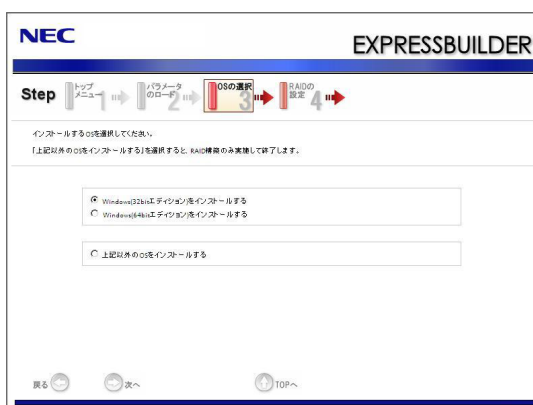 NEC
EXPRESSBUILDER
Step
トップ
メニュー
1
パラメータ
のロード
2
OSの選択
3
RAIDの
設定
4
インストールするOSを選択してください。
「上記以外のOSをインストールする」を選択すると、RAID構築のみ実施して終了します。
Windows(32bitエディション)をインストールする
Windows(64bitエディション)をインストールする
上記以外のOSをインストールする
戻る
次へ
TOPへ